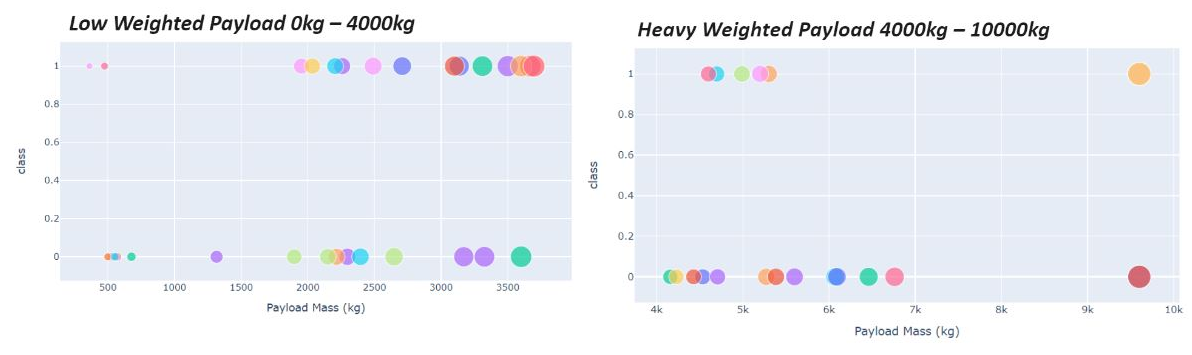 Low Weighted Payload 0kg – 4000kg
1
0.8
0.6
0.4
0.2
0
class
500 1000 1500 2000 2500 3000 3500
Payload Mass (kg)
Heavy Weighted Payload 4000kg – 10000kg
1
0.8
0.6
0.4
0.2
0
class
4k 5k 6k 7k 8k 9k 10k
Payload Mass (kg)